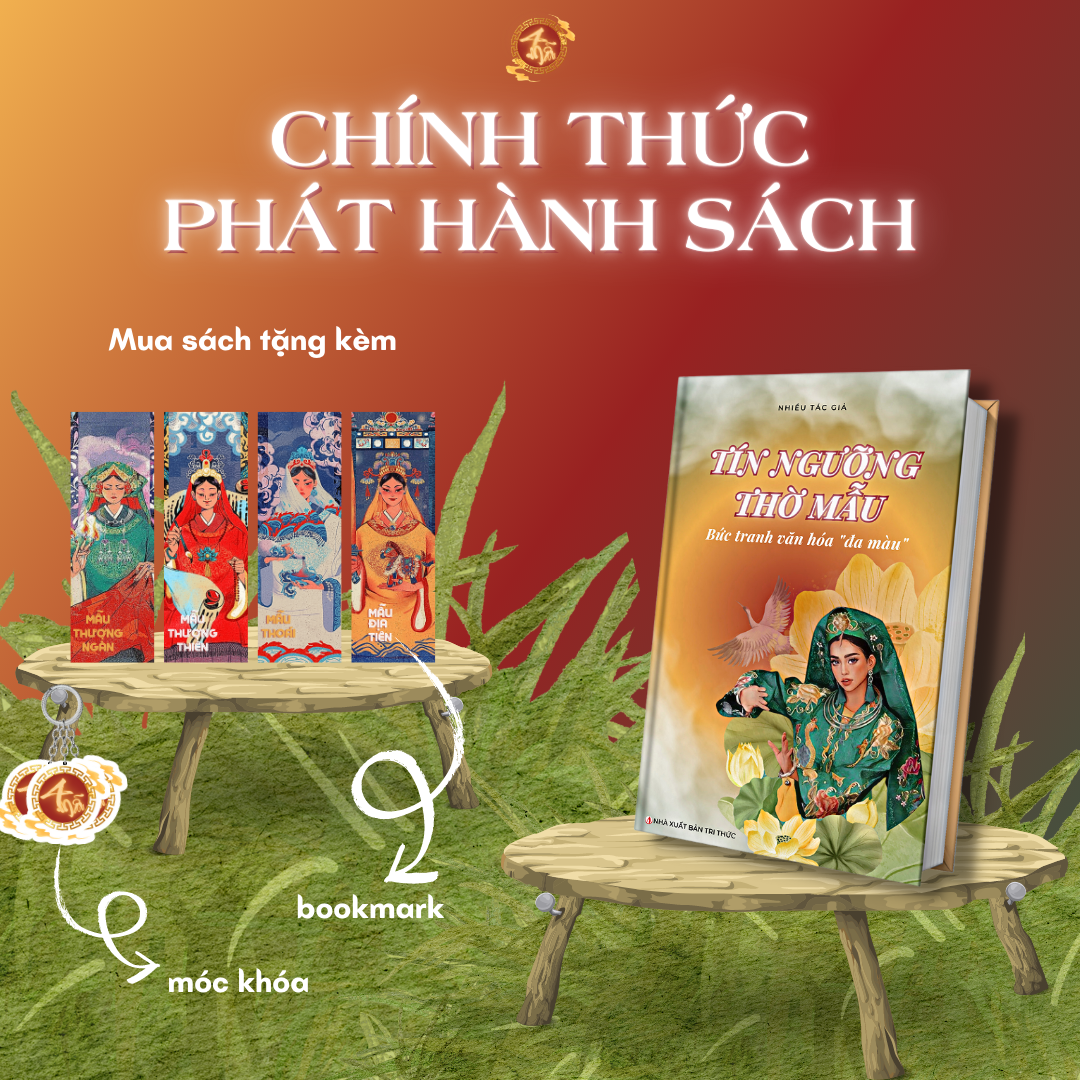 CHÍNH THỨC
PHÁT HÀNH SÁCH
Mua sách tặng kèm
MẪU
THƯỢNG
NGÀN
MẪU
THƯỢNG
THIÊN
MẪU
THOẢI
MẪU
ĐỊA
TIÊN
NHIỀU TÁC GIẢ
TÍN NGƯỠNG
THỜ MẪU
Bức tranh văn hóa "đa màu"
NHÀ XUẤT BẢN TRI THỨC
bookmark
móc khóa